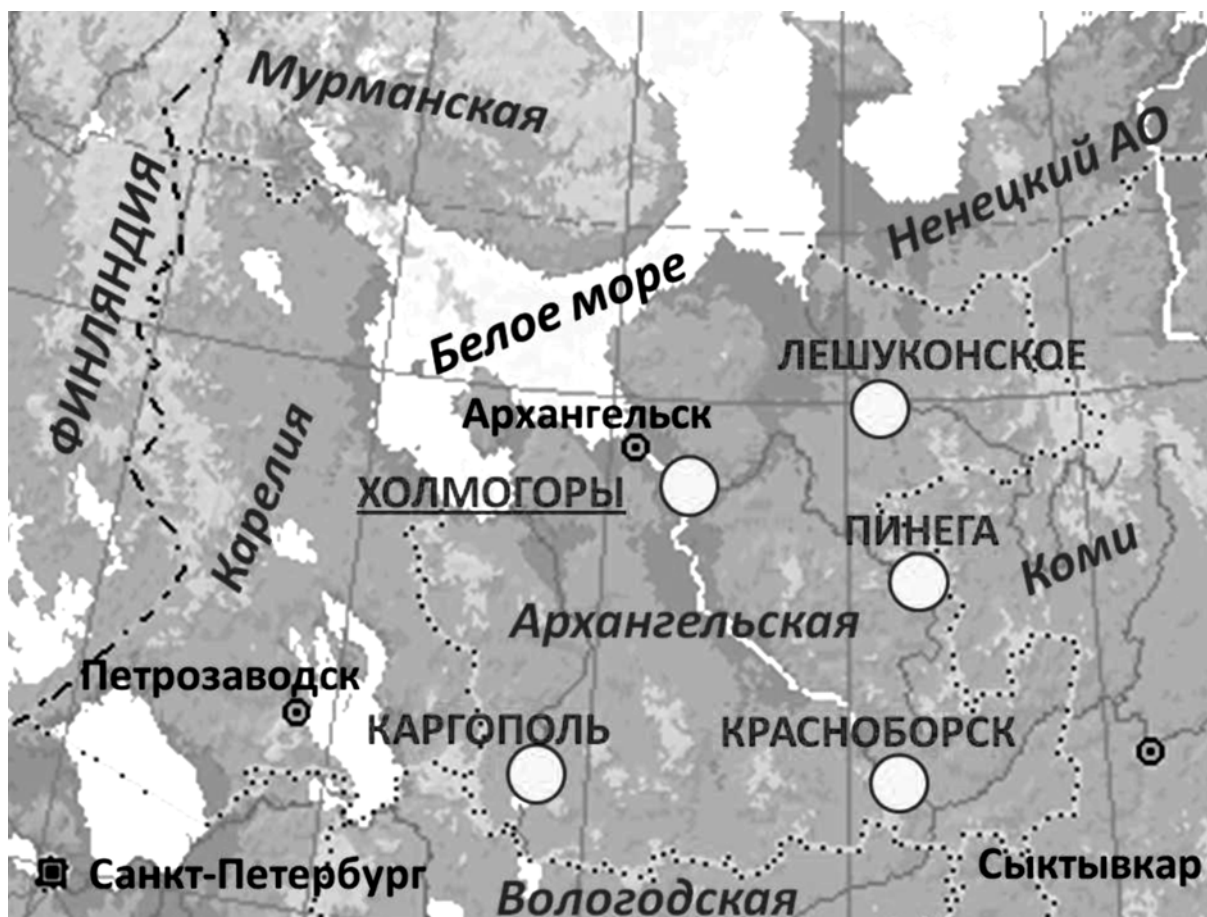 Мурманская
ФИНЛЯНДИЯ
Ненецкий АО
Белое море
ЛЕШУКОНСКОЕ
Архангельск
Карелия
ХОЛМОГОРЫ
ПИНЕГА
Коми
Архангельская
Петрозаводск
КАРГОПОЛЬ
КРАСНОБОРСК
Санкт-Петербург
Сыктывкар
Вологодская